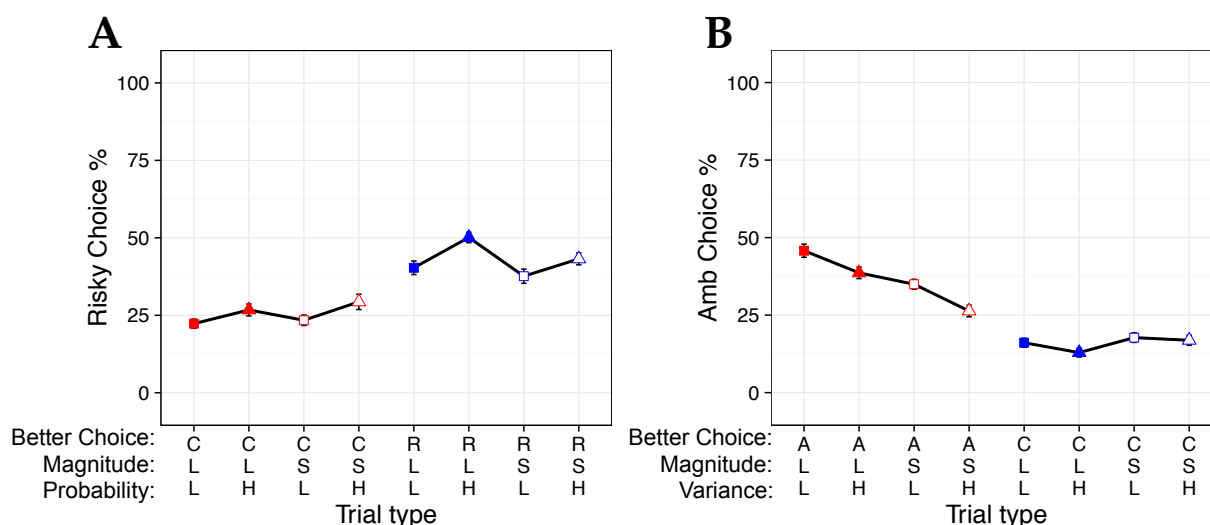 A
Risky Choice %
100
75
50
25
0
Better Choice: C C C C R R R R
Magnitude: L L S S L L S S
Probability: L H L H L H L H
Trial type
B
Amb Choice %
100
75
50
25
0
Better Choice: A A A A C C C C
Magnitude: L L S S L L S S
Variance: L H L H L H L H
Trial type